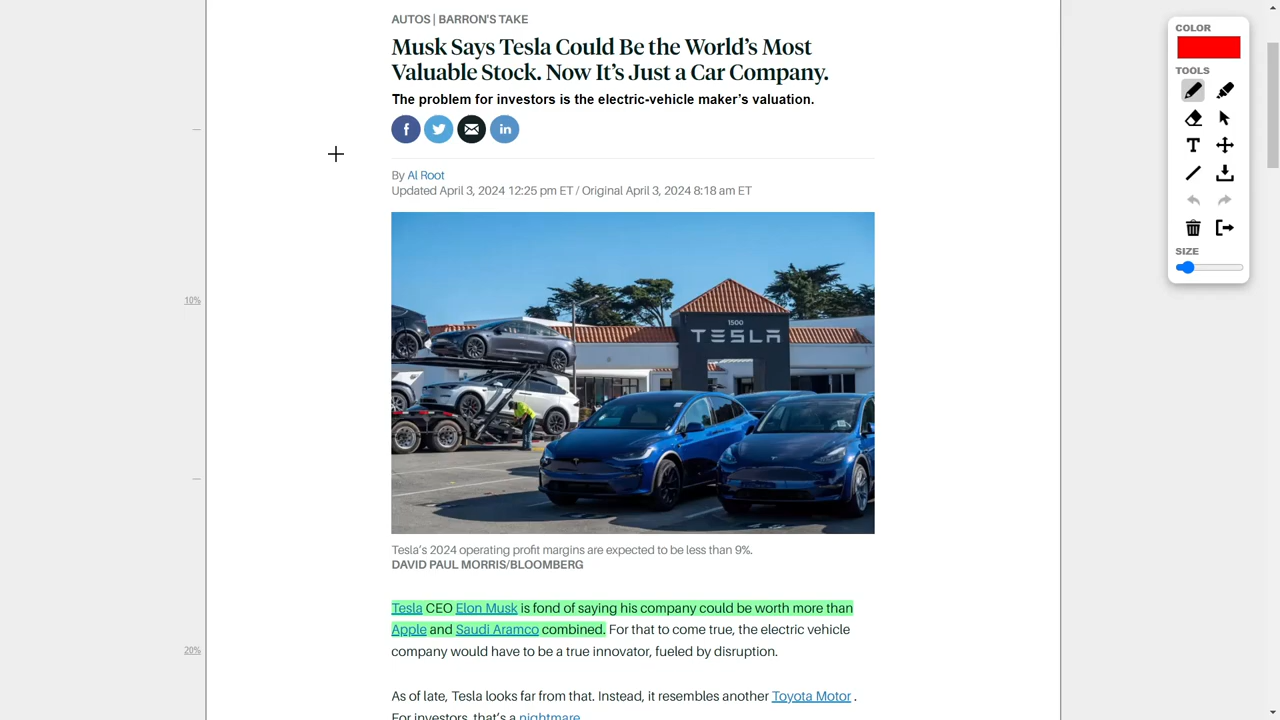 AUTOS | BARRON'S TAKE
Musk Says Tesla Could Be the World’s Most
Valuable Stock. Now It’s Just a Car Company.
The problem for investors is the electric-vehicle maker’s valuation.
By Al Root
Updated April 3, 2024 12:25 pm ET / Original April 3, 2024 8:18 am ET
1500
TESLA
Tesla’s 2024 operating profit margins are expected to be less than 9%.
DAVID PAUL MORRIS/BLOOMBERG
Tesla CEO Elon Musk is fond of saying his company could be worth more than
Apple and Saudi Aramco combined. For that to come true, the electric vehicle
company would have to be a true innovator, fueled by disruption.
As of late, Tesla looks far from that. Instead, it resembles another Toyota Motor .
For investors, that’s a nightmare.
10%
20%
COLOR
TOOLS
T
SIZE